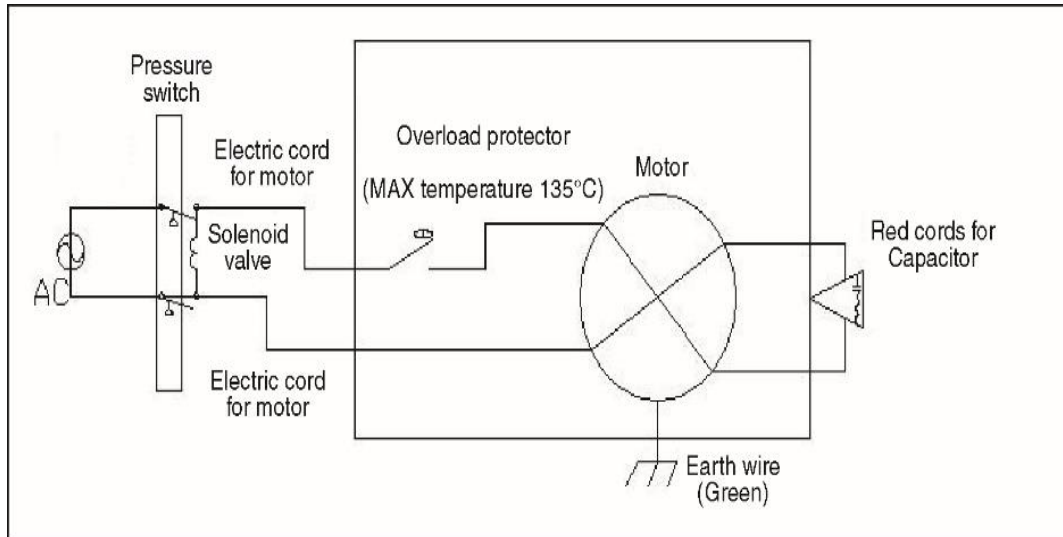 Pressure
switch
Electric cord
for motor
Overload protector
(MAX temperature 135°C)
Motor
Solenoid
valve
Red cords for
Capacitor
AC
Electric cord
for motor
Earth wire
(Green)